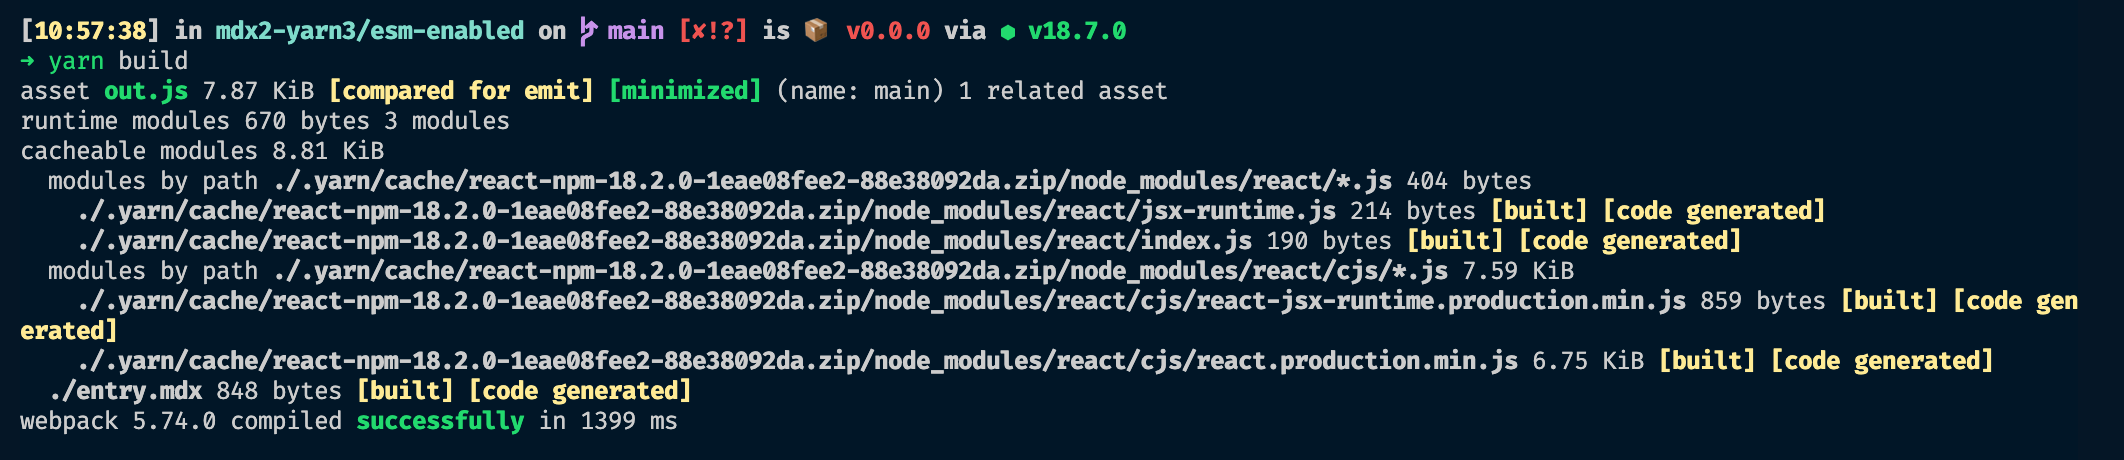 [10:57:38] in mdx2-yarn3/esm-enabled on main [✘!?] is 📦 v0.0.0 via ⬢ v18.7.0
➜ yarn build
asset out.js 7.87 KiB [compared for emit] [minimized] (name: main) 1 related asset
runtime modules 670 bytes 3 modules
cacheable modules 8.81 KiB
  modules by path ./.yarn/cache/react-npm-18.2.0-1eae08fee2-88e38092da.zip/node_modules/react/*.js 404 bytes
    ./.yarn/cache/react-npm-18.2.0-1eae08fee2-88e38092da.zip/node_modules/react/jsx-runtime.js 214 bytes [built] [code generated]
    ./.yarn/cache/react-npm-18.2.0-1eae08fee2-88e38092da.zip/node_modules/react/index.js 190 bytes [built] [code generated]
  modules by path ./.yarn/cache/react-npm-18.2.0-1eae08fee2-88e38092da.zip/node_modules/react/cjs/*.js 7.59 KiB
    ./.yarn/cache/react-npm-18.2.0-1eae08fee2-88e38092da.zip/node_modules/react/cjs/react-jsx-runtime.production.min.js 859 bytes [built] [code gen
erated]
    ./.yarn/cache/react-npm-18.2.0-1eae08fee2-88e38092da.zip/node_modules/react/cjs/react.production.min.js 6.75 KiB [built] [code generated]
  ./entry.mdx 848 bytes [built] [code generated]
webpack 5.74.0 compiled successfully in 1399 ms